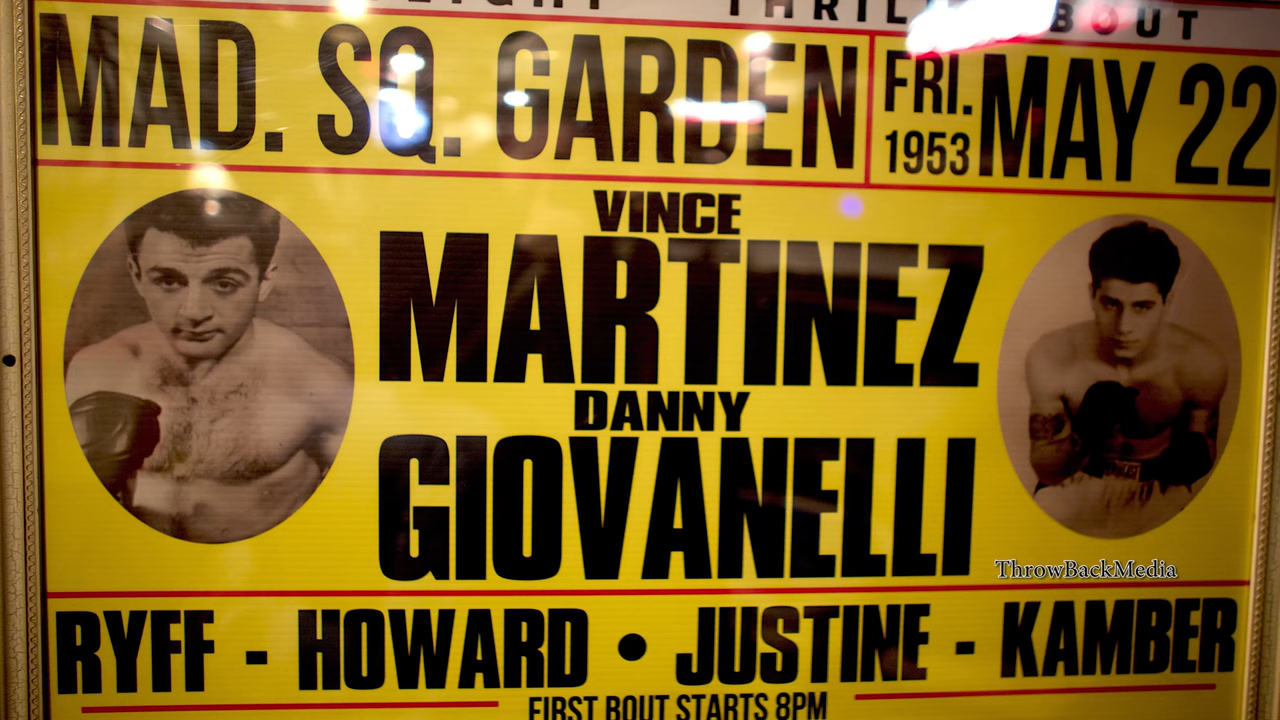 BOUT
MAD. SQ. GARDEN
FRI.
1953
MAY 22
VINCE
MARTINEZ
DANNY
GIOVANELLI
ThrowBackMedia
RYFF - HOWARD • JUSTINE - KAMBER
FIRST BOUT STARTS 8PM